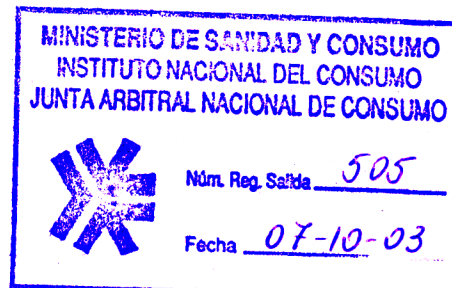 MINISTERIO DE SANIDAD Y CONSUMO
INSTITUTO NACIONAL DEL CONSUMO
JUNTA ARBITRAL NACIONAL DE CONSUMO
Núm. Reg. Salida 505
Fecha 07-10-03